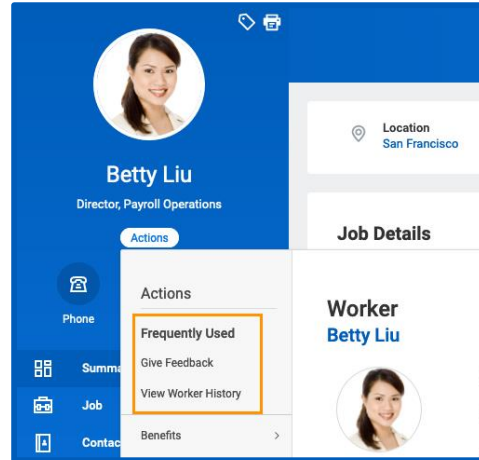 Betty Liu
Director, Payroll Operations
Actions
Phone
Summa
Job
Contac
Location
San Francisco
Job Details
Actions
Frequently Used
Give Feedback
View Worker History
Benefits
Worker
Betty Liu